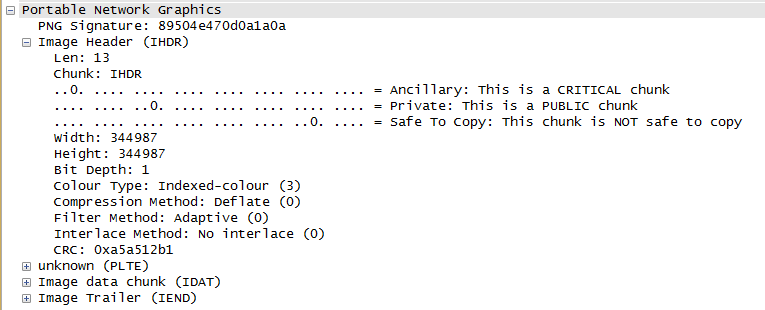 Portable Network Graphics
PNG Signature: 89504e470d0a1a0a
Image Header (IHDR)
Len: 13
Chunk: IHDR
..0. .... .... .... .... .... .... .... = Ancillary: This is a CRITICAL chunk
.... .... ..0. .... .... .... .... .... = Private: This is a PUBLIC chunk
.... .... .... .... .... .... ..0. .... = Safe To Copy: This chunk is NOT safe to copy
Width: 344987
Height: 344987
Bit Depth: 1
Colour Type: Indexed-colour (3)
Compression Method: Deflate (0)
Filter Method: Adaptive (0)
Interlace Method: No interlace (0)
CRC: 0xa5a512b1
unknown (PLTE)
Image data chunk (IDAT)
Image Trailer (IEND)